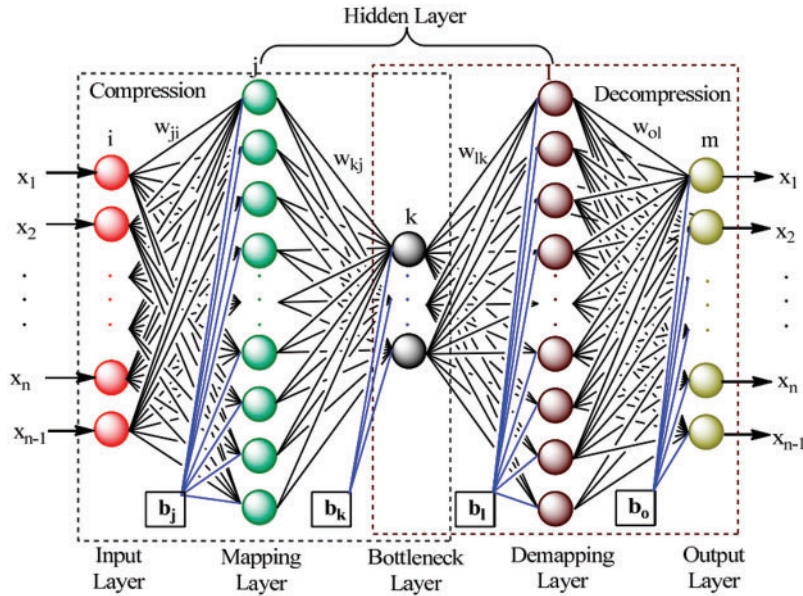 Hidden Layer
j
l
Compression
Decompression
i
w_ji
w_kj
w_lk
w_ol
m
x_1
x_1
k
x_2
x_2
x_n
x_n
x_n-1
x_n-1
b_j
b_k
b_l
b_o
Input
Layer
Mapping
Layer
Bottleneck
Layer
Demapping
Layer
Output
Layer